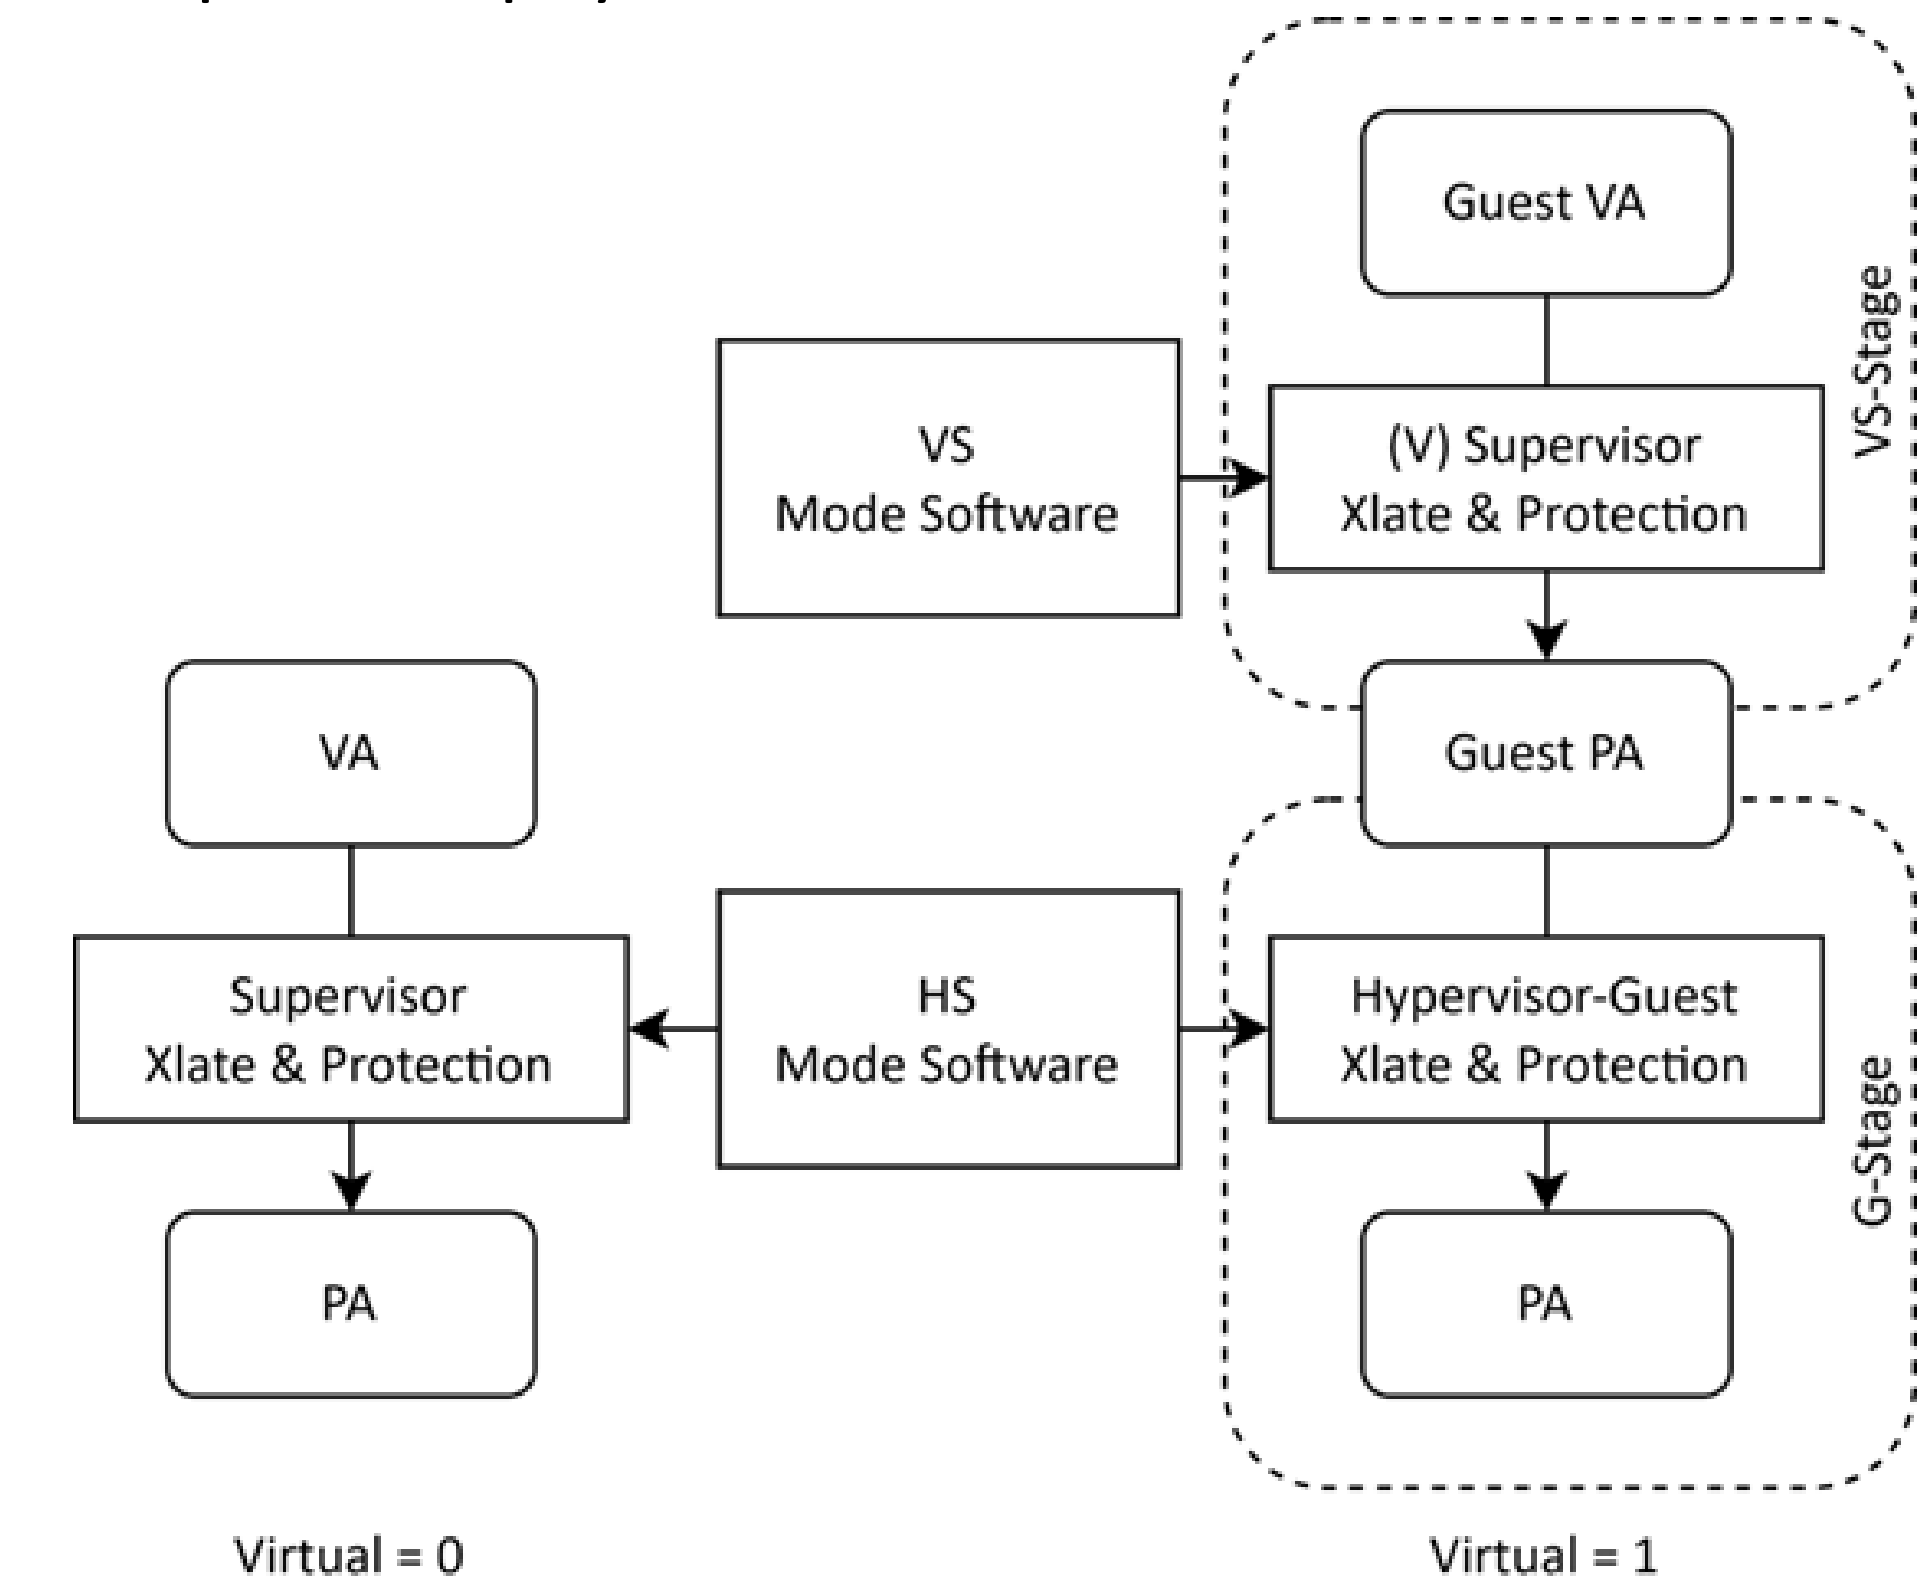 Guest VA
VS-Stage
VS
Mode Software
(V) Supervisor
Xlate & Protection
VA
Guest PA
Supervisor
Xlate & Protection
HS
Mode Software
Hypervisor-Guest
Xlate & Protection
G-Stage
PA
PA
Virtual = 0
Virtual = 1